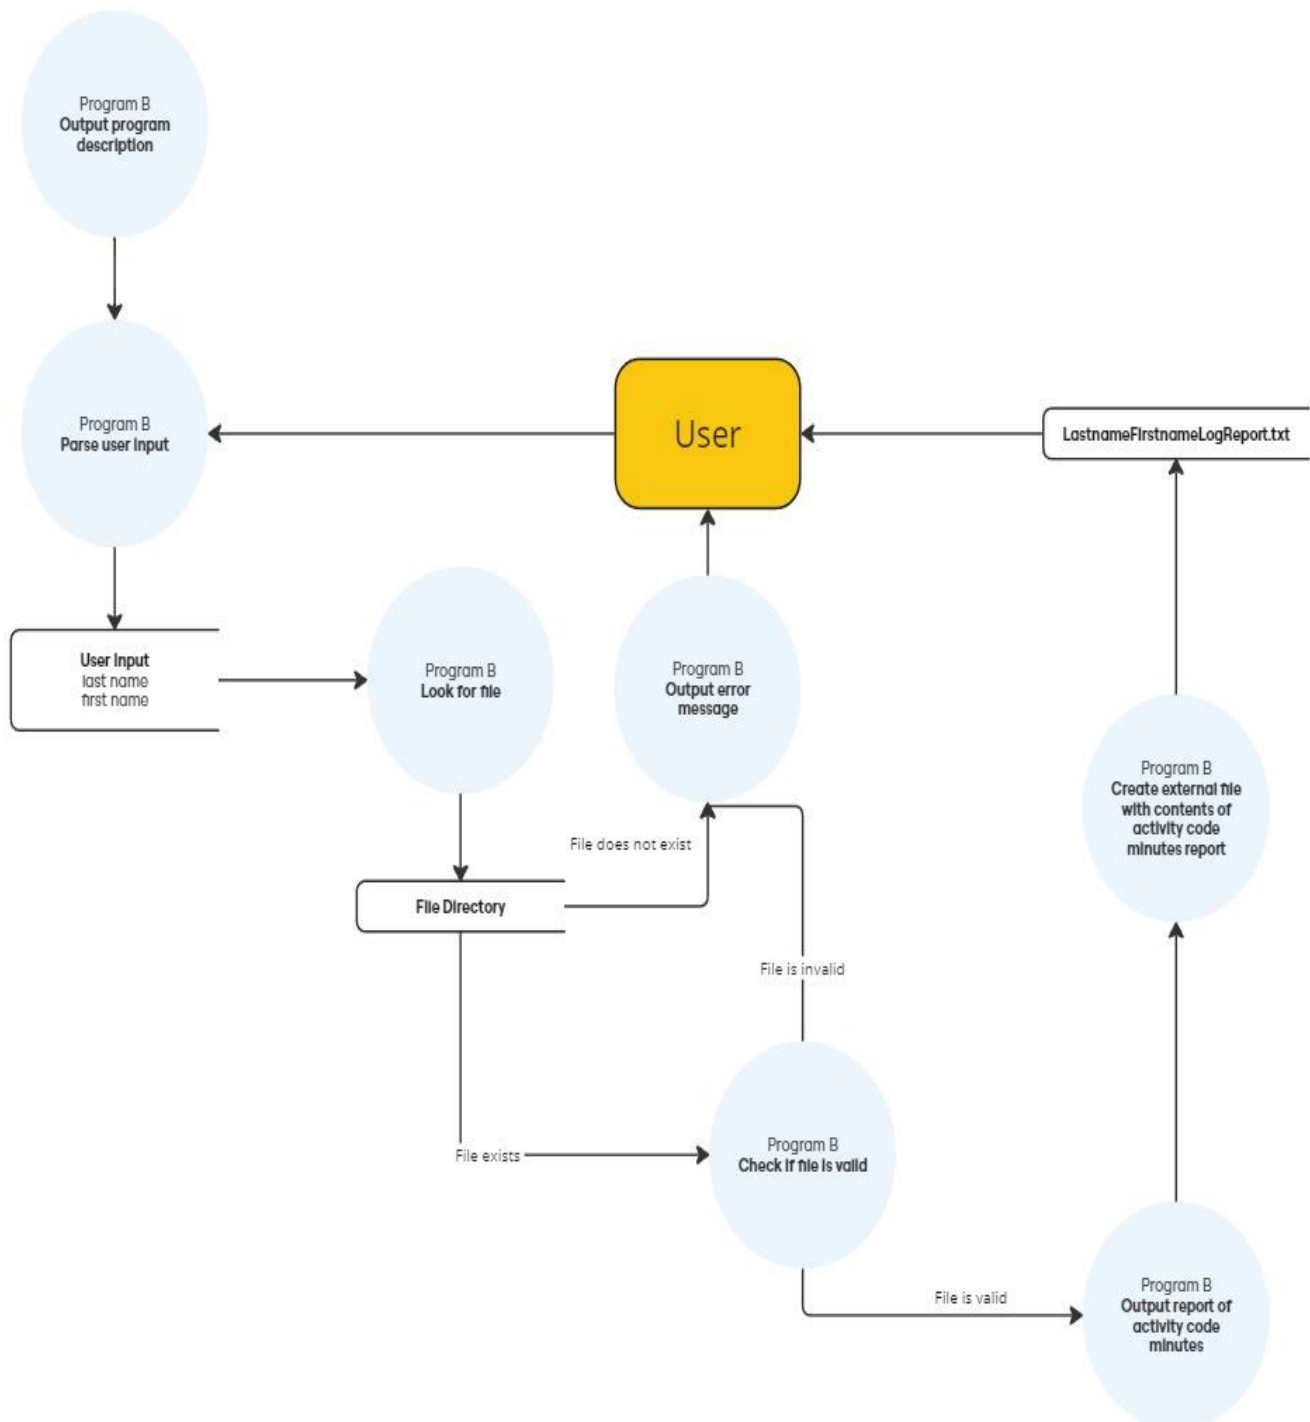 Program B
Output program
description
Program B
Parse user input
User
LastnameFirstnameLogReport.txt
User Input
last name
first name
Program B
Look for file
Program B
Output error
message
Program B
Create external file
with contents of
activity code
minutes report
File does not exist
File Directory
File is invalid
File exists
Program B
Check if file is valid
File is valid
Program B
Output report of
activity code
minutes